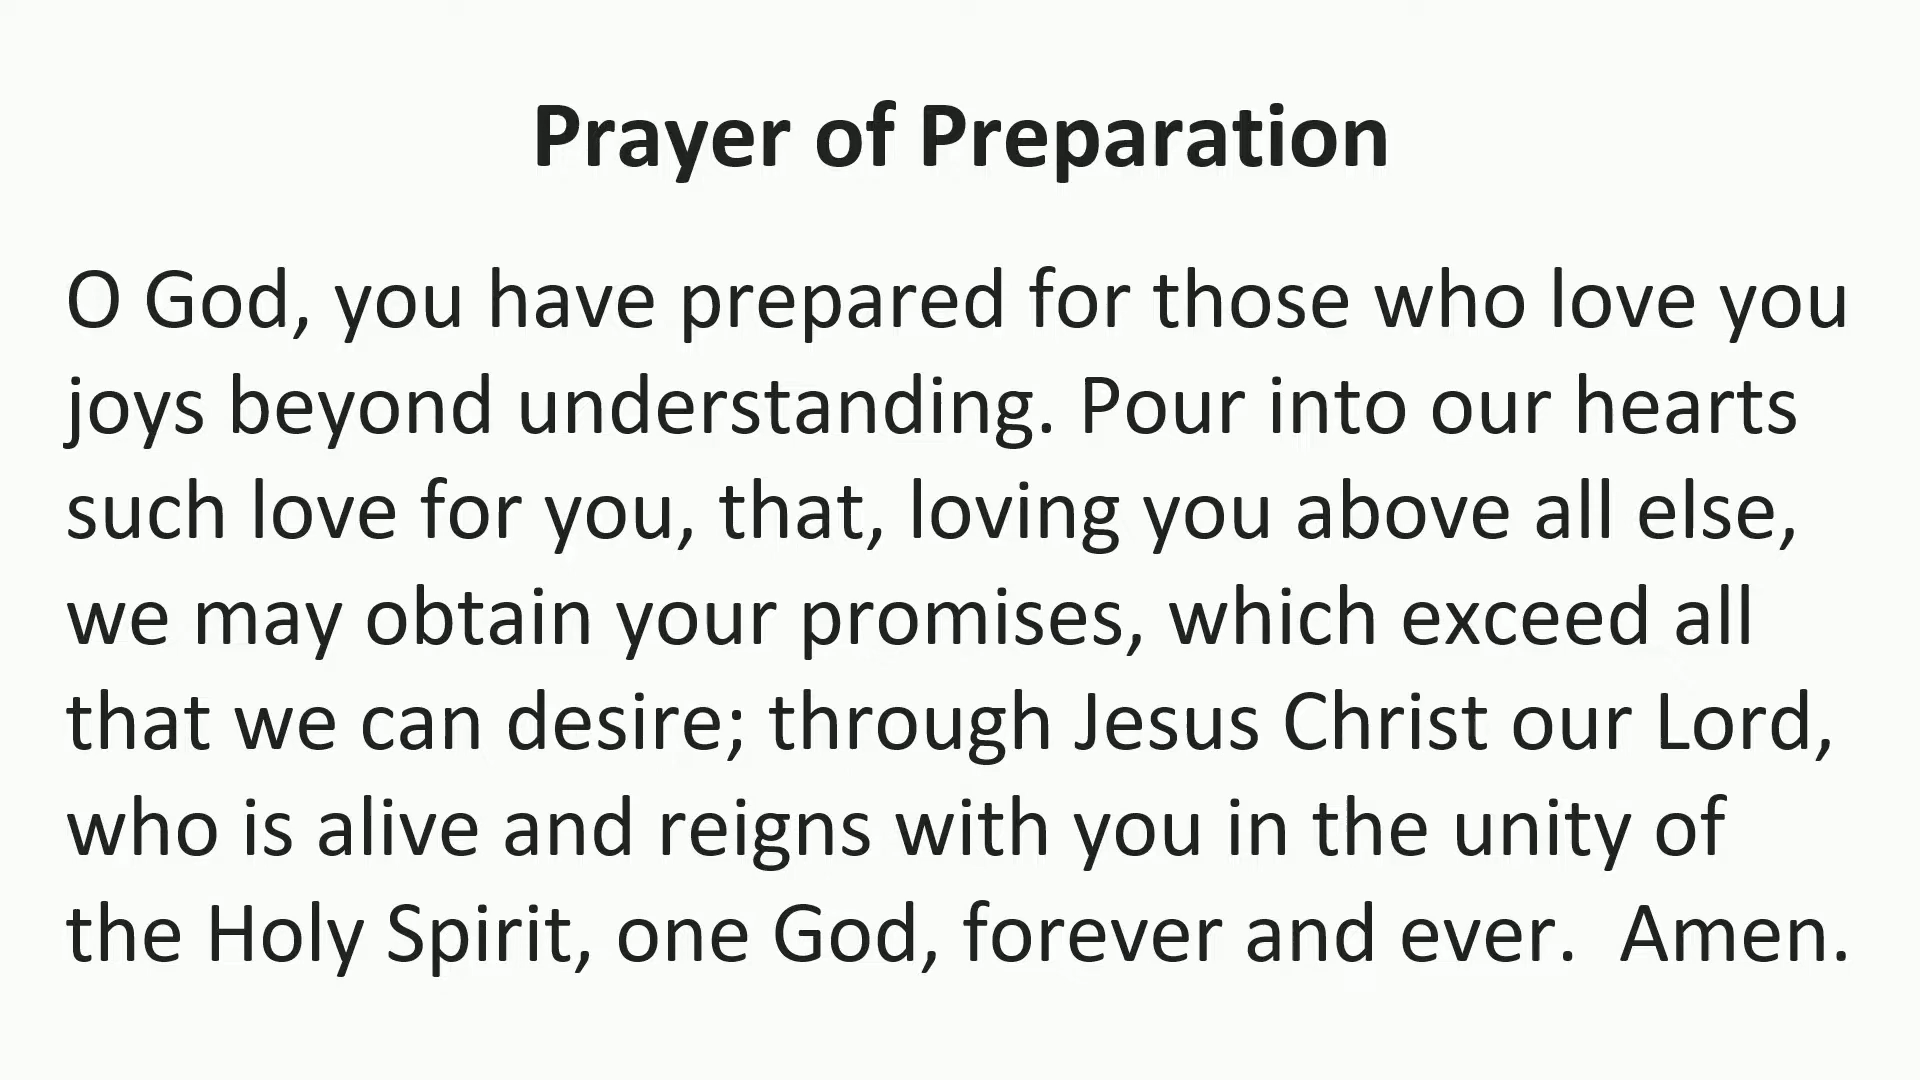 Prayer of Preparation
O God, you have prepared for those who love you
joys beyond understanding. Pour into our hearts
such love for you, that, loving you above all else,
we may obtain your promises, which exceed all
that we can desire; through Jesus Christ our Lord,
who is alive and reigns with you in the unity of
the Holy Spirit, one God, forever and ever.  Amen.